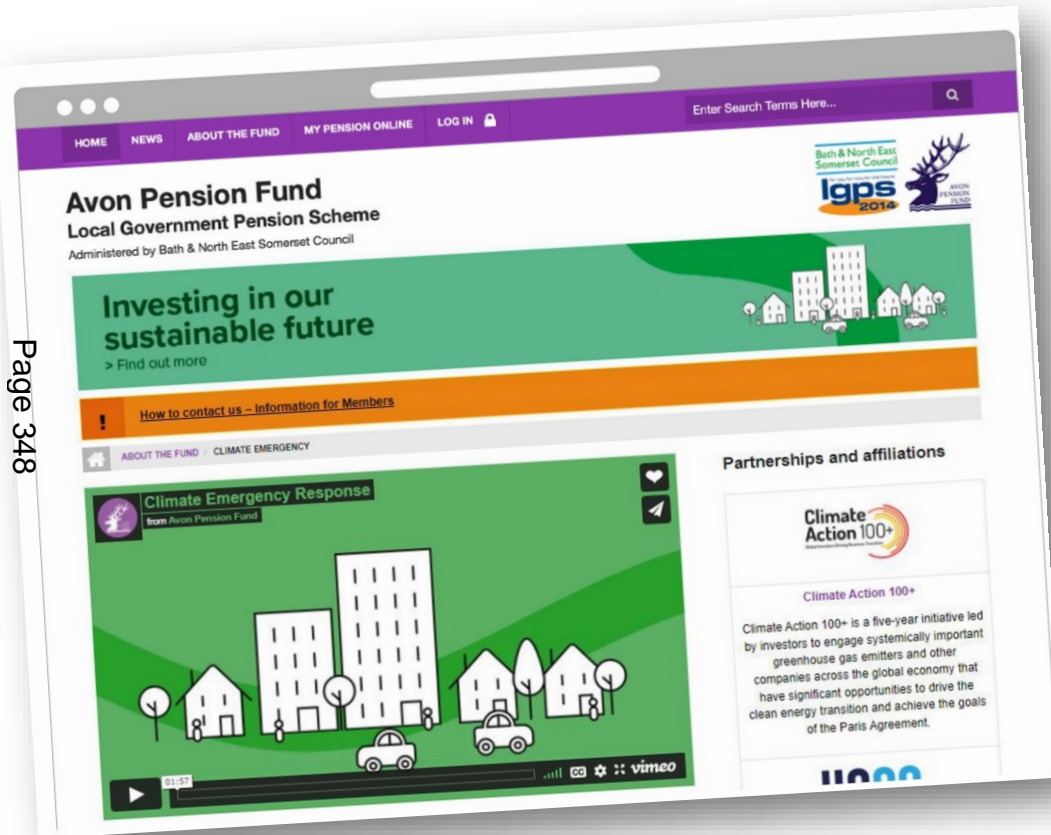 HOME NEWS ABOUT THE FUND MY PENSION ONLINE LOG IN Enter Search Terms Here...
Avon Pension Fund
Local Government Pension Scheme
Administered by Bath & North East Somerset Council
Bath & North East
Somerset Council
lgps
2014
AVON
PENSION
FUND
Investing in our
sustainable future
> Find out more
! How to contact us – Information for Members
ABOUT THE FUND / CLIMATE EMERGENCY
Climate Emergency Response
from Avon Pension Fund
01:57
CC vimeo
Partnerships and affiliations
Climate
Action 100+
Climate Action 100+
Climate Action 100+ is a five-year initiative led
by investors to engage systemically important
greenhouse gas emitters and other
companies across the global economy that
have significant opportunities to drive the
clean energy transition and achieve the goals
of the Paris Agreement.
Page 348